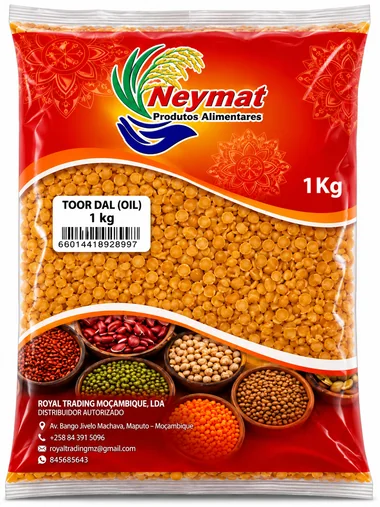 Neymat
Produtos Alimentares
1Kg
TOOR DAL (OIL)
1 kg
66014418928997
ROYAL TRADING MOÇAMBIQUE, LDA
DISTRIBUIDOR AUTORIZADO
Av. Bango Jivelo Machava, Maputo – Moçambique
+258 84 391 5096
royaltradingmz@gmail.com
845685643